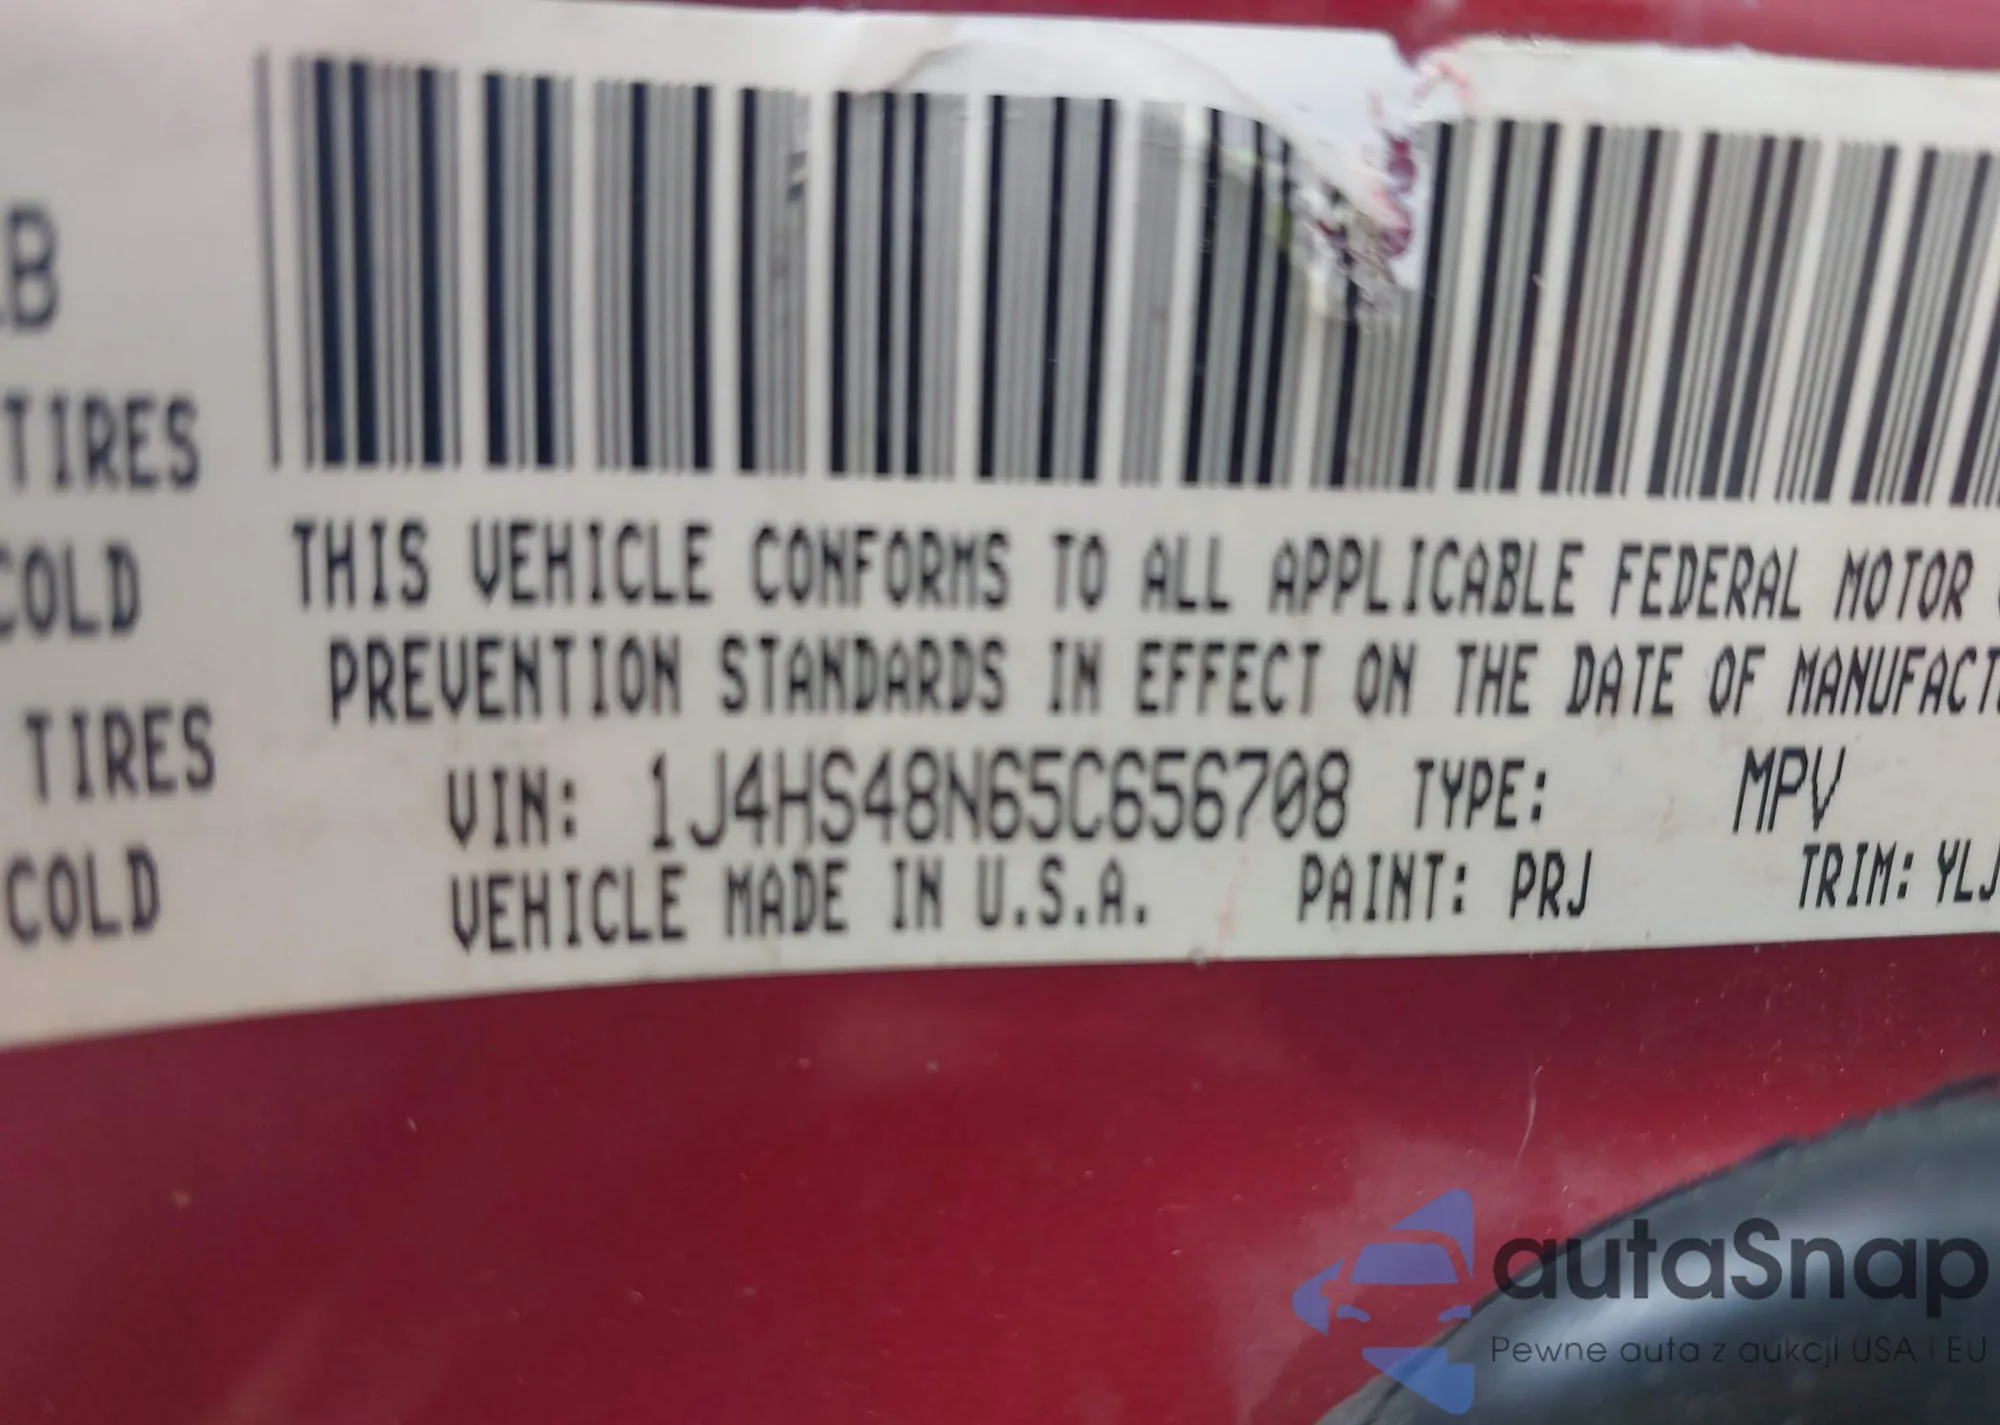 B
TIRES
COLD
TIRES
COLD
THIS VEHICLE CONFORMS TO ALL APPLICABLE FEDERAL MOTOR
PREVENTION STANDARDS IN EFFECT ON THE DATE OF MANUFACT
VIN: 1J4HS48N65C656708 TYPE: MPV
VEHICLE MADE IN U.S.A. PAINT: PRJ TRIM: YLJ
autaSnap
Pewne auta z aukcji USA i EU